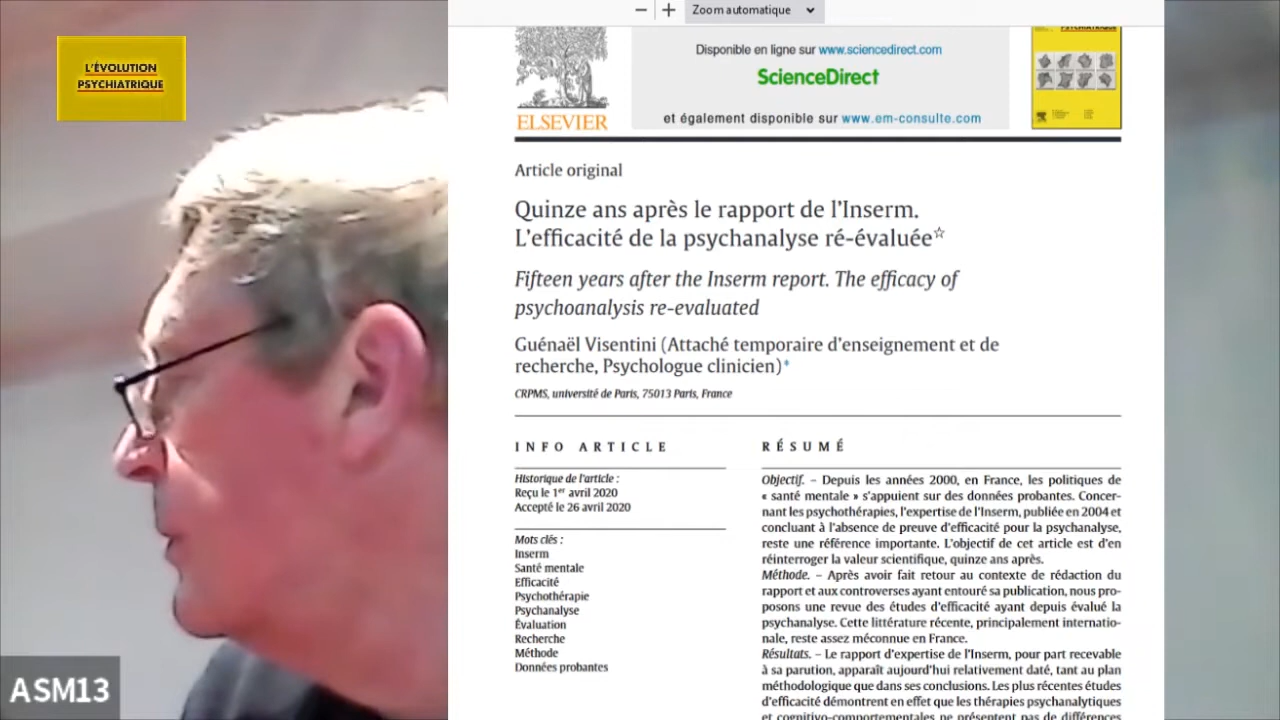 Zoom automatique
L'ÉVOLUTION
PSYCHIATRIQUE
Disponible en ligne sur www.sciencedirect.com
ScienceDirect
ELSEVIER
et également disponible sur www.em-consulte.com
Article original
Quinze ans après le rapport de l'Inserm.
L'efficacité de la psychanalyse ré-évaluée☆
Fifteen years after the Inserm report. The efficacy of
psychoanalysis re-evaluated
Guénaël Visentini (Attaché temporaire d'enseignement et de
recherche, Psychologue clinicien)*
CRPMS, université de Paris, 75013 Paris, France
INFO ARTICLE
Historique de l'article :
Reçu le 1er avril 2020
Accepté le 26 avril 2020
Mots clés :
Inserm
Santé mentale
Efficacité
Psychothérapie
Psychanalyse
Évaluation
Recherche
Méthode
Données probantes
RÉSUMÉ
Objectif. – Depuis les années 2000, en France, les politiques de
« santé mentale » s'appuient sur des données probantes. Concer-
nant les psychothérapies, l'expertise de l'Inserm, publiée en 2004 et
concluant à l'absence de preuve d'efficacité pour la psychanalyse,
reste une référence importante. L'objectif de cet article est d'en
réinterroger la valeur scientifique, quinze ans après.
Méthode. – Après avoir fait retour au contexte de rédaction du
rapport et aux controverses ayant entouré sa publication, nous pro-
posons une revue des études d'efficacité ayant depuis évalué la
psychanalyse. Cette littérature récente, principalement internatio-
nale, reste assez méconnue en France.
Résultats. – Le rapport d'expertise de l'Inserm, pour part recevable
à sa parution, apparaît aujourd'hui relativement daté, tant au plan
méthodologique que dans ses conclusions. Les plus récentes études
d'efficacité démontrent en effet que les thérapies psychanalytiques
et cognitivo-comportementales ne présentent pas de différences
ASM13